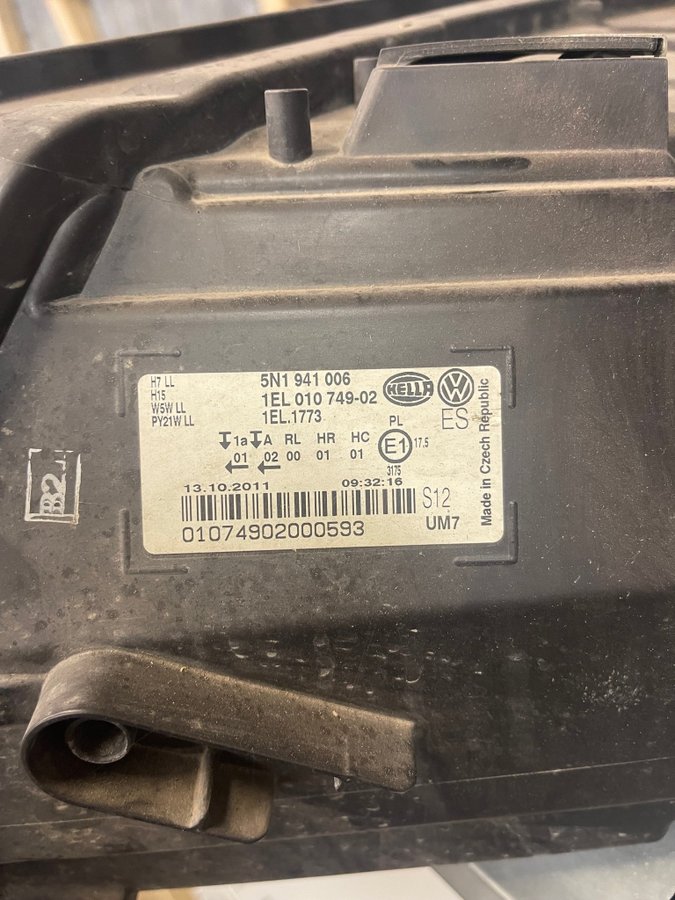 H7 LL
H15
W5W LL
PY21W LL
5N1 941 006
1EL 010 749-02
1EL.1773
HELLA
VW
ES
1a A RL HR HC
01 02 00 01 01
PL
E1 17.5
3175
13.10.2011 09:32:16
S12
01074902000593
UM7
Made in Czech Republic
B2